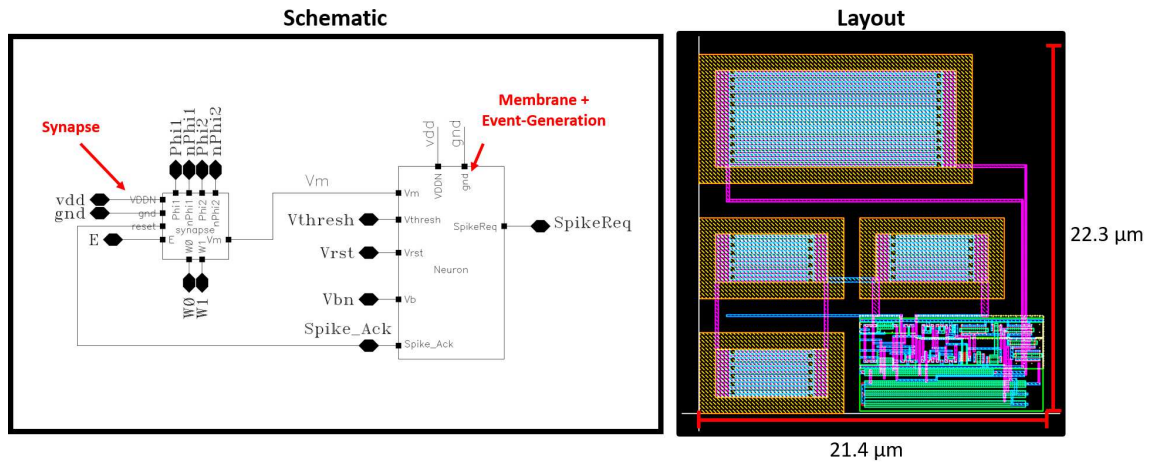 Schematic
Layout
Synapse
Membrane +
Event-Generation
Phi1
nPhi1
Phi2
nPhi2
vdd
gnd
vdd
gnd
E
VDDN
gnd
reset
E
Phi1
nPhi1
Phi2
nPhi2
synapse
Vm
W0
W1
W0
W1
Vm
VDDN
gnd
Vm
Vthresh
Vthresh
SpikeReq
SpikeReq
Vrst
Vrst
Neuron
Vbn
Vb
Spike_Ack
Spike_Ack
22.3 µm
21.4 µm